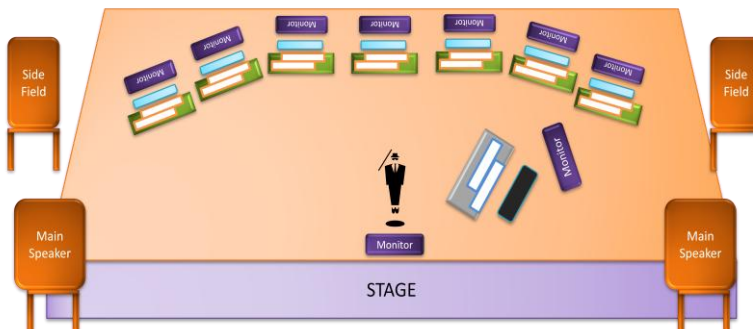 Monitor
Monitor
Monitor
Monitor
Monitor
Monitor
Monitor
Side
Field
Side
Field
Monitor
Main
Speaker
Main
Speaker
Monitor
STAGE